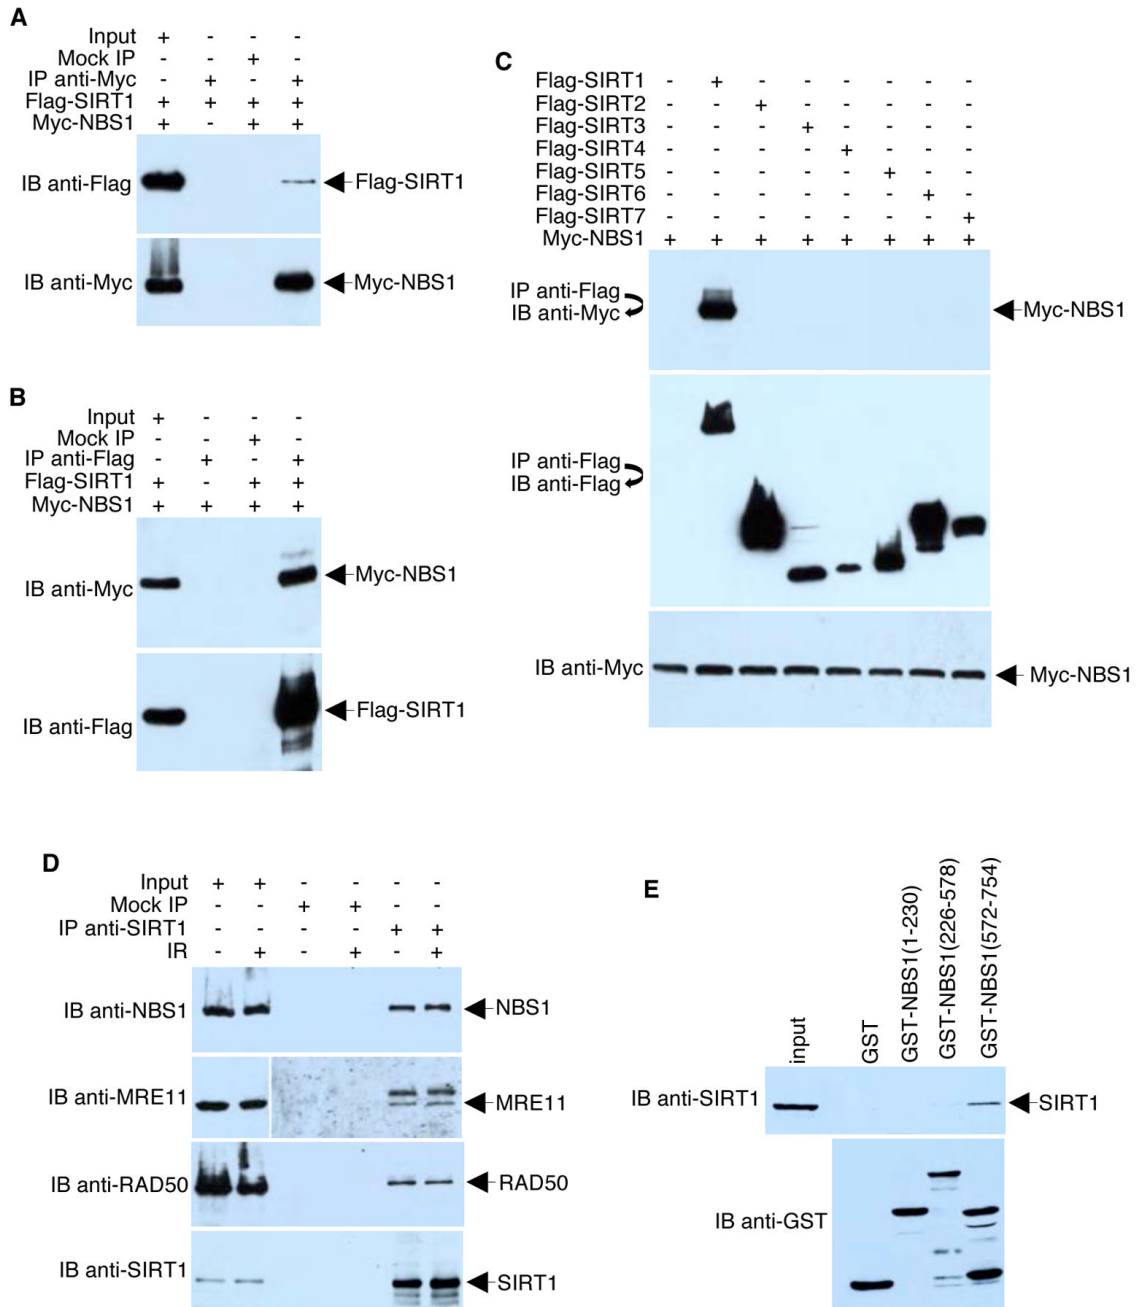 A
Input + - - -
Mock IP - - + -
IP anti-Myc - + - +
Flag-SIRT1 + + + +
Myc-NBS1 + - + +
IB anti-Flag
Flag-SIRT1
IB anti-Myc
Myc-NBS1
B
Input + - - -
Mock IP - - + -
IP anti-Flag - + - +
Flag-SIRT1 + - + +
Myc-NBS1 + + + +
IB anti-Myc
Myc-NBS1
IB anti-Flag
Flag-SIRT1
C
Flag-SIRT1 - + - - - - - -
Flag-SIRT2 - - + - - - - -
Flag-SIRT3 - - - + - - - -
Flag-SIRT4 - - - - + - - -
Flag-SIRT5 - - - - - + - -
Flag-SIRT6 - - - - - - + -
Flag-SIRT7 - - - - - - - +
Myc-NBS1 + + + + + + + +
IP anti-Flag
IB anti-Myc
Myc-NBS1
IP anti-Flag
IB anti-Flag
IB anti-Myc
Myc-NBS1
D
Input + + - - - -
Mock IP - - + + - -
IP anti-SIRT1 - - - - + +
IR - + - + - +
IB anti-NBS1
NBS1
IB anti-MRE11
MRE11
IB anti-RAD50
RAD50
IB anti-SIRT1
SIRT1
E
input
GST
GST-NBS1(1-230)
GST-NBS1(226-578)
GST-NBS1(572-754)
IB anti-SIRT1
SIRT1
IB anti-GST